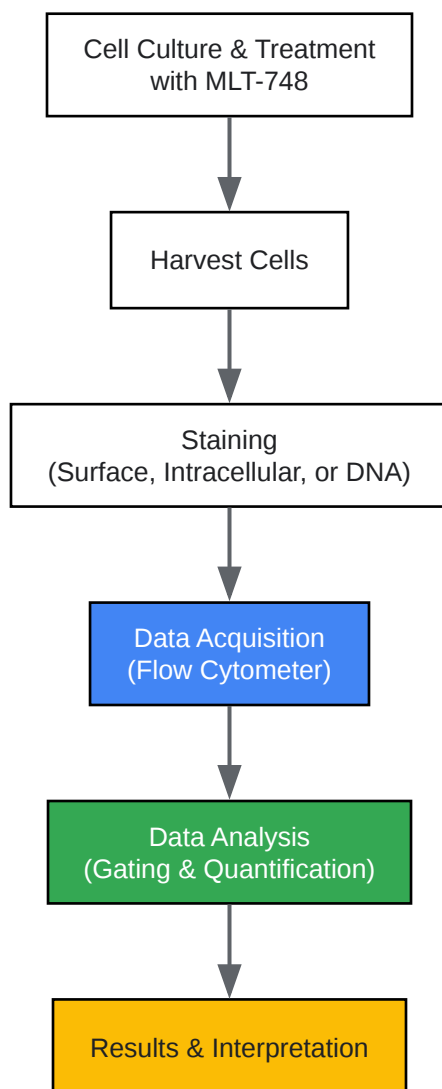 Cell Culture & Treatment
with MLT-748
Harvest Cells
Staining
(Surface, Intracellular, or DNA)
Data Acquisition
(Flow Cytometer)
Data Analysis
(Gating & Quantification)
Results & Interpretation